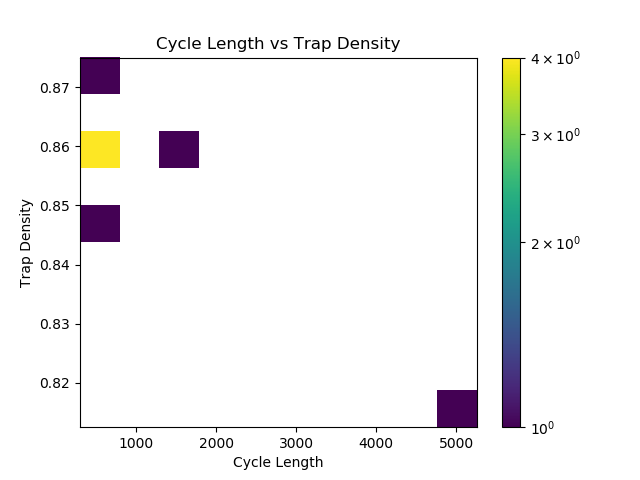 Cycle Length vs Trap Density
0.87
0.86
0.85
0.84
0.83
0.82
Trap Density
1000 2000 3000 4000 5000
Cycle Length
4 × 10⁰
3 × 10⁰
2 × 10⁰
10⁰